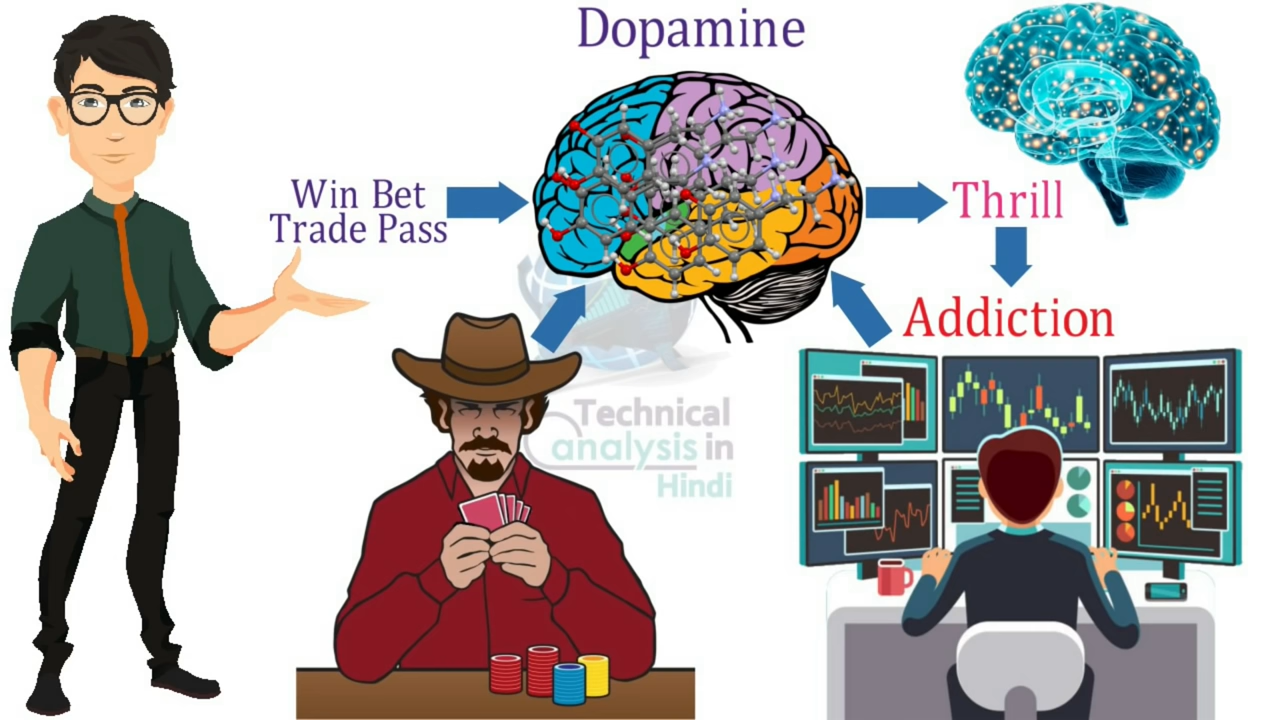 Dopamine
Win Bet
Trade Pass
Thrill
Addiction
Technical
analysis in
Hindi